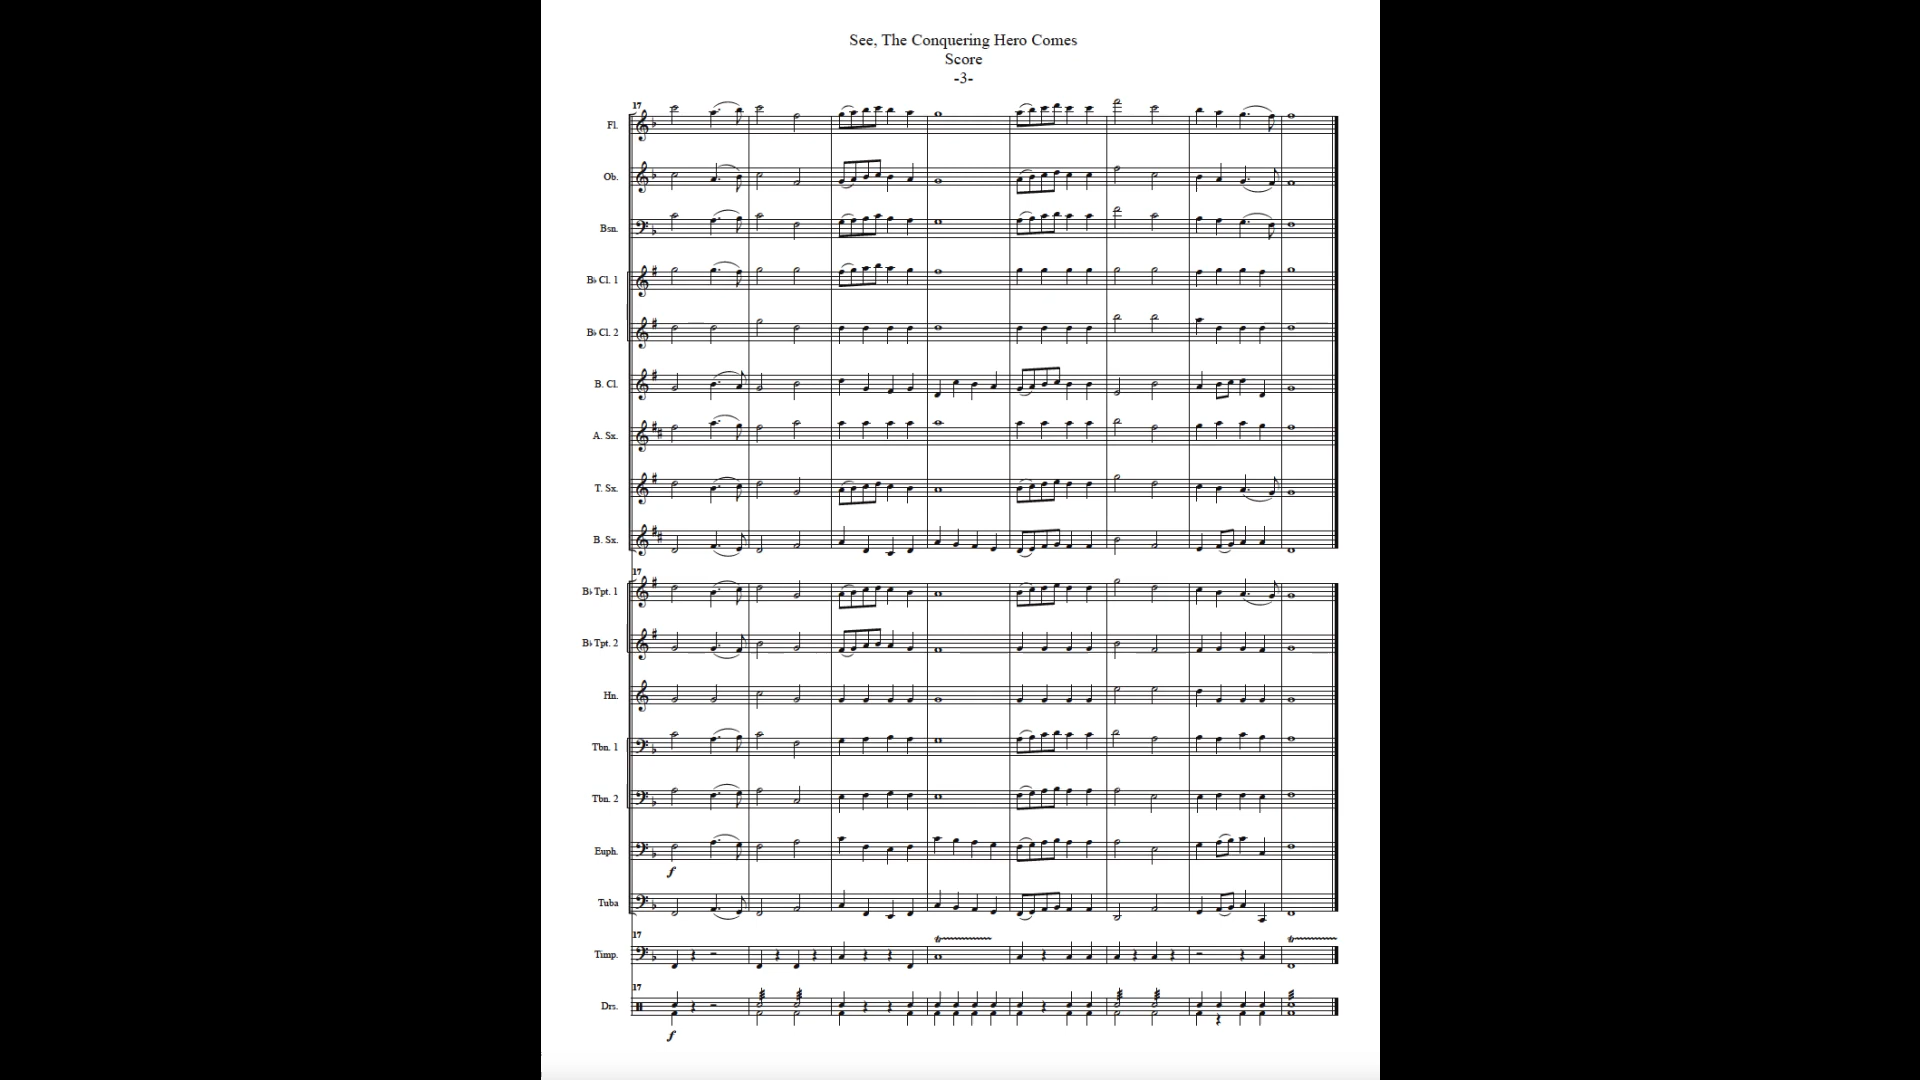 See, The Conquering Hero Comes
Score
-3-
17
Fl.
Ob.
Bsn.
B♭ Cl. 1
B♭ Cl. 2
B. Cl.
A. Sx.
T. Sx.
B. Sx.
17
B♭ Tpt. 1
B♭ Tpt. 2
Hn.
Tbn. 1
Tbn. 2
Euph.
f
Tuba
17
Timp.
17
Drs.
f